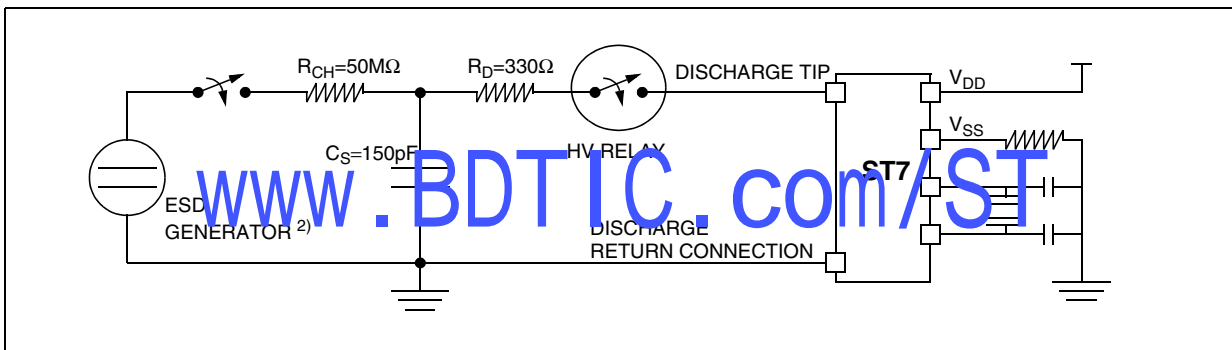 R_CH=50MΩ
R_D=330Ω
DISCHARGE TIP
V_DD
V_SS
C_S=150pF
HV RELAY
ST7
www.BDTIC.com/ST
ESD
GENERATOR 2)
DISCHARGE
RETURN CONNECTION